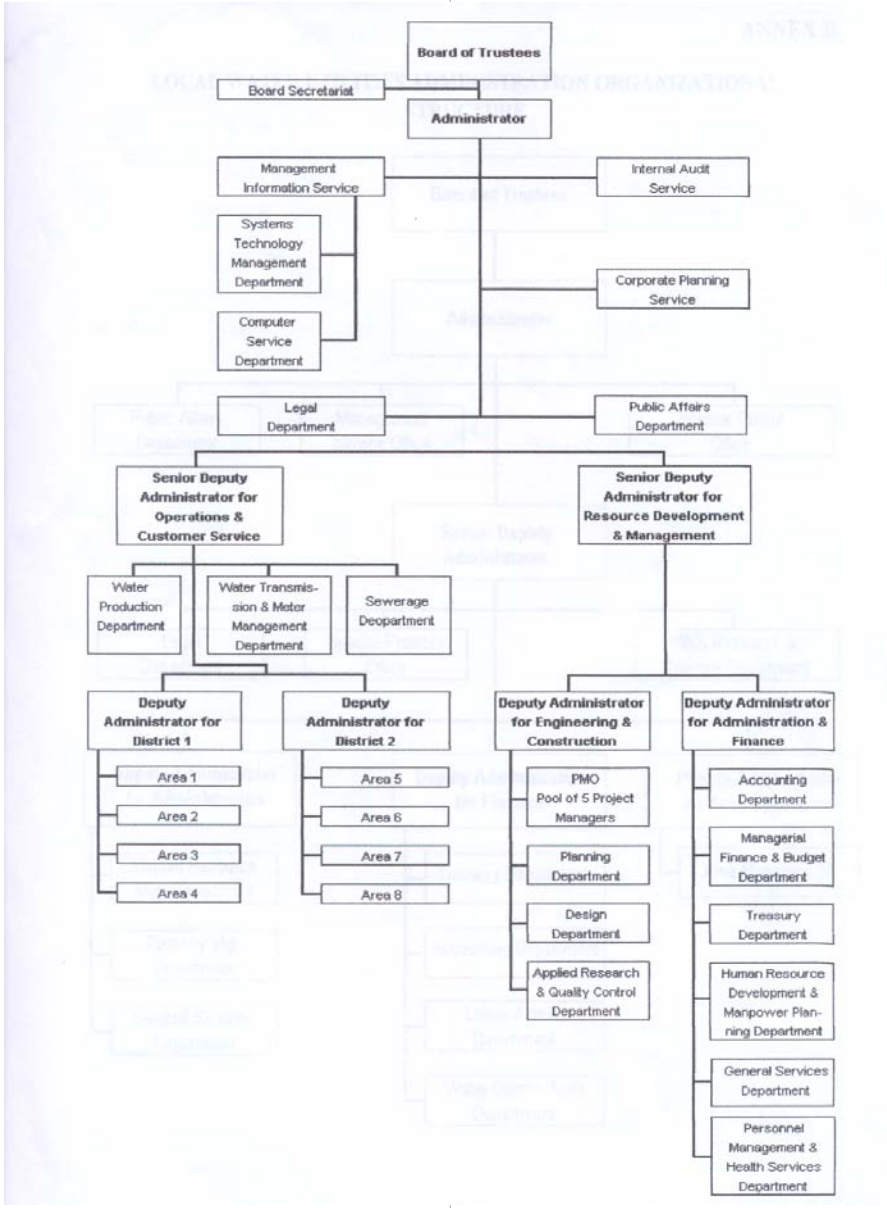 Board of Trustees
Board Secretariat
Administrator
Management
Information Service
Internal Audit
Service
Systems
Technology
Management
Department
Corporate Planning
Service
Computer
Service
Department
Legal
Department
Public Affairs
Department
Senior Deputy
Administrator for
Operations &
Customer Service
Senior Deputy
Administrator for
Resource Development
& Management
Water
Production
Department
Water Transmis-
sion & Meter
Management
Department
Sewerage
Deopartment
Deputy
Administrator for
District 1
Deputy
Administrator for
District 2
Deputy Administrator
for Engineering &
Construction
Deputy Administrator
for Administration &
Finance
Area 1
Area 2
Area 3
Area 4
Area 5
Area 6
Area 7
Area 8
PMO
Pool of 5 Project
Managers
Planning
Department
Design
Department
Applied Research
& Quality Control
Department
Accounting
Department
Managerial
Finance & Budget
Department
Treasury
Department
Human Resource
Development &
Manpower Plan-
ning Department
General Services
Department
Personnel
Management &
Health Services
Department